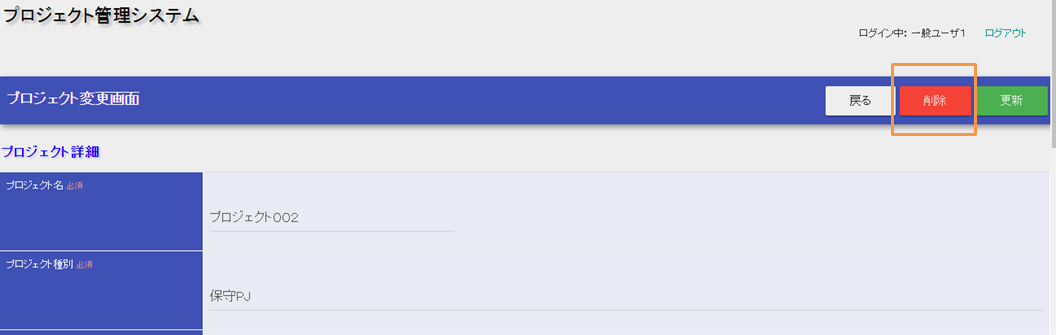 プロジェクト管理システム
ログイン中: 一般ユーザ1 ログアウト
プロジェクト変更画面 戻る 削除 更新
プロジェクト詳細
プロジェクト名 必須
プロジェクト002
プロジェクト種別 必須
保守PJ